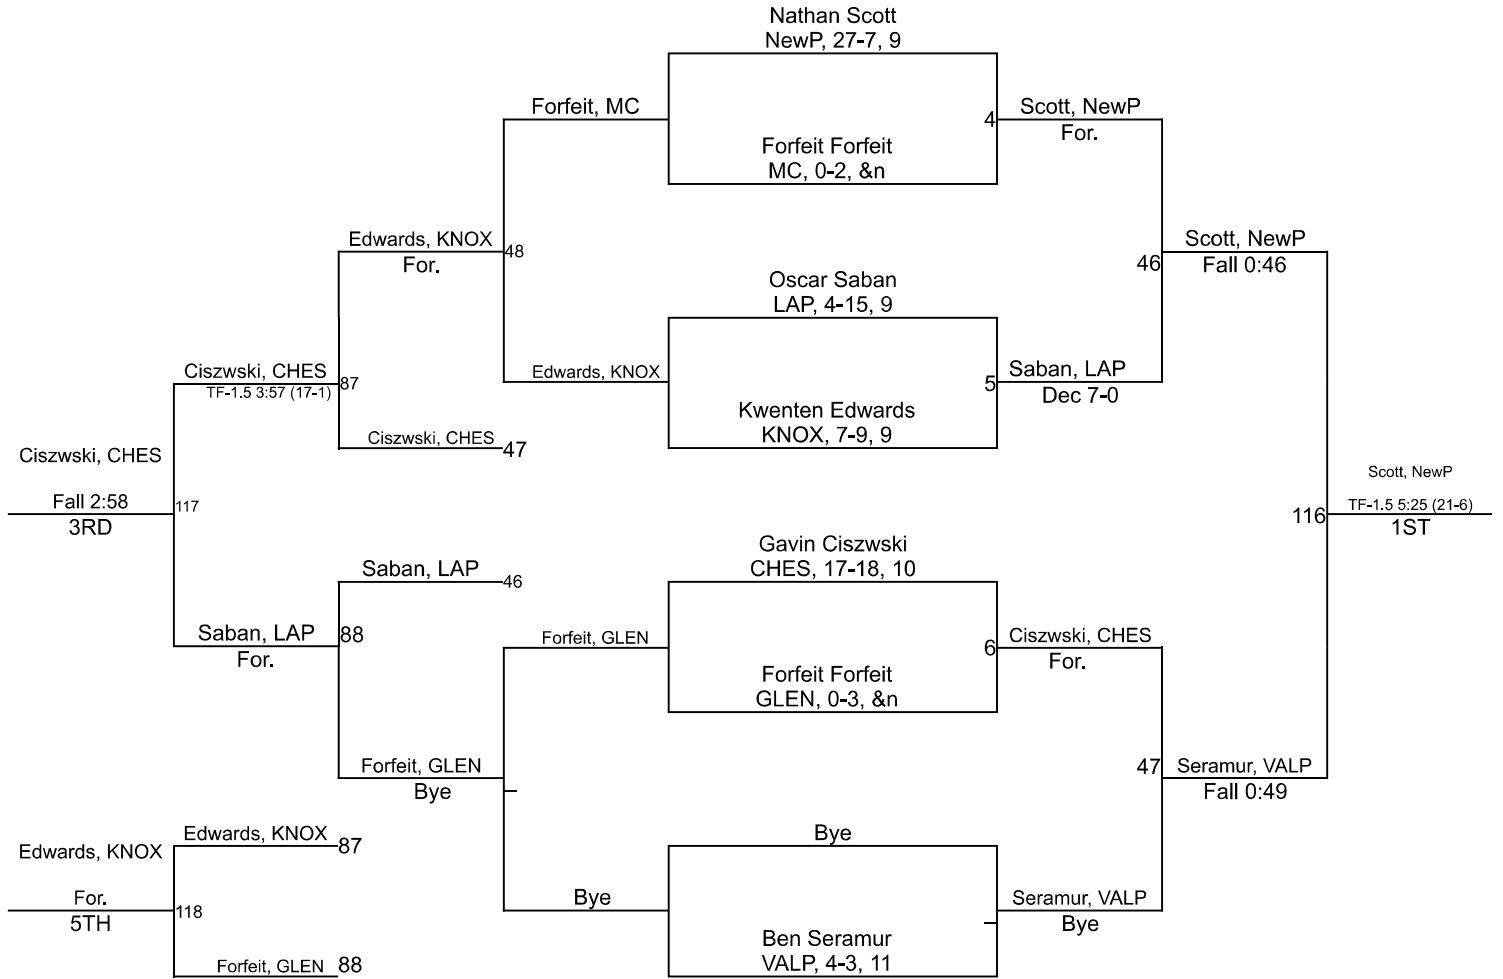 Nathan Scott
NewP, 27-7, 9
Forfeit, MC
4
Scott, NewP
For.
Forfeit Forfeit
MC, 0-2, &n
Edwards, KNOX
For.
48
46
Scott, NewP
Fall 0:46
Oscar Saban
LAP, 4-15, 9
Ciszwski, CHES
TF-1.5 3:57 (17-1)
87
Edwards, KNOX
5
Saban, LAP
Dec 7-0
Kwenten Edwards
KNOX, 7-9, 9
Ciszwski, CHES
47
Ciszwski, CHES
Fall 2:58
3RD
117
116
Scott, NewP
TF-1.5 5:25 (21-6)
1ST
Gavin Ciszwski
CHES, 17-18, 10
Saban, LAP
46
Saban, LAP
For.
88
Forfeit, GLEN
6
Ciszwski, CHES
For.
Forfeit Forfeit
GLEN, 0-3, &n
Forfeit, GLEN
Bye
47
Seramur, VALP
Fall 0:49
Edwards, KNOX
For.
5TH
118
Edwards, KNOX
87
Bye
Bye
Seramur, VALP
Bye
Ben Seramur
VALP, 4-3, 11
Forfeit, GLEN
88